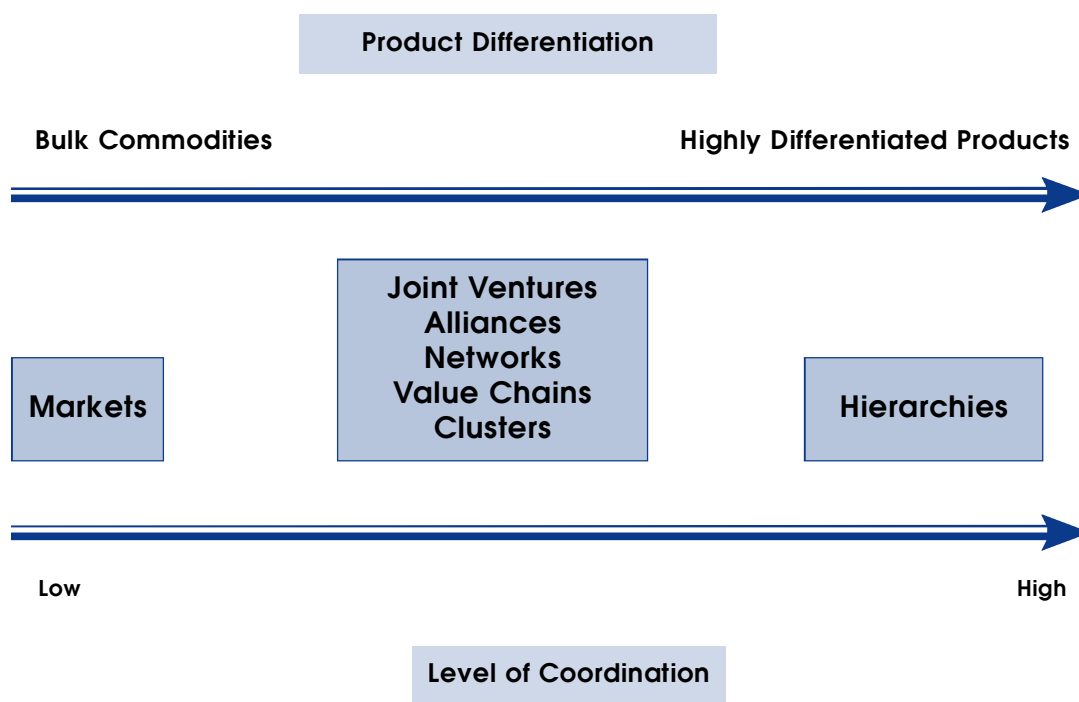 Product Differentiation
Bulk Commodities
Highly Differentiated Products
Joint Ventures
Alliances
Networks
Value Chains
Clusters
Markets
Hierarchies
Low
High
Level of Coordination